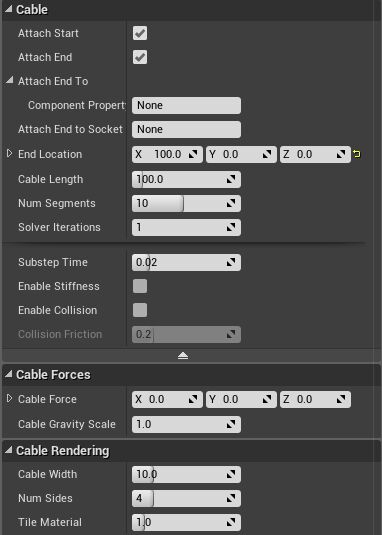 Cable
Attach Start
Attach End
Attach End To
Component Propert
None
Attach End to Socket
None
End Location
X 100.0
Y 0.0
Z 0.0
Cable Length
100.0
Num Segments
10
Solver Iterations
1
Substep Time
0.02
Enable Stiffness
Enable Collision
Collision Friction
0.2
Cable Forces
Cable Force
X 0.0
Y 0.0
Z 0.0
Cable Gravity Scale
1.0
Cable Rendering
Cable Width
10.0
Num Sides
4
Tile Material
1.0